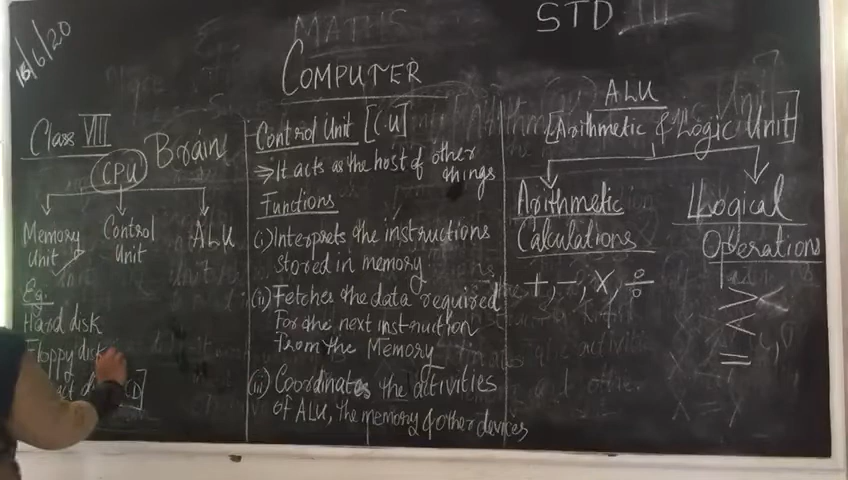 16/6/20
MATHS
STD III
COMPUTER
Class VIII
CPU Brain
Memory Unit
Control Unit
ALU
Eg:
Hard disk
Floppy disk
Control Unit [C.U]
⇒ It acts as the host of other
things
Functions
(i) Interprets the instructions
stored in memory
(ii) Fetches the data required
for the next instruction
from the Memory
(iii) Coordinates the activities
of ALU, the memory & other devices
ALU
[Arithmetic & Logic Unit]
Arithmetic
Calculations
+, −, ×, ÷
Logical
Operations
> <
<
=